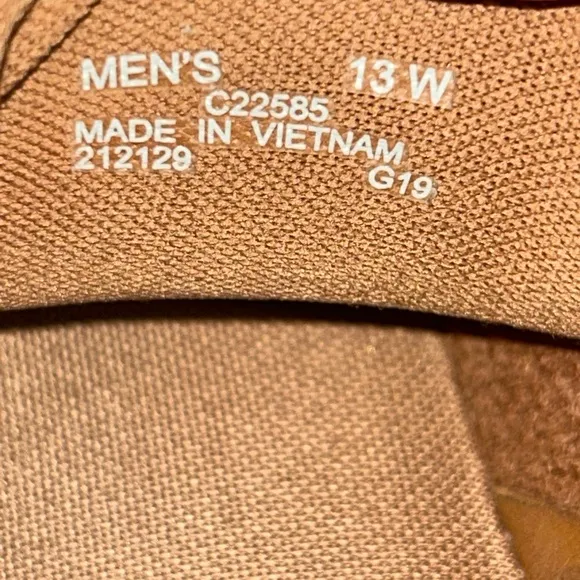 MEN'S 13 W
C22585
MADE IN VIETNAM
212129 G19